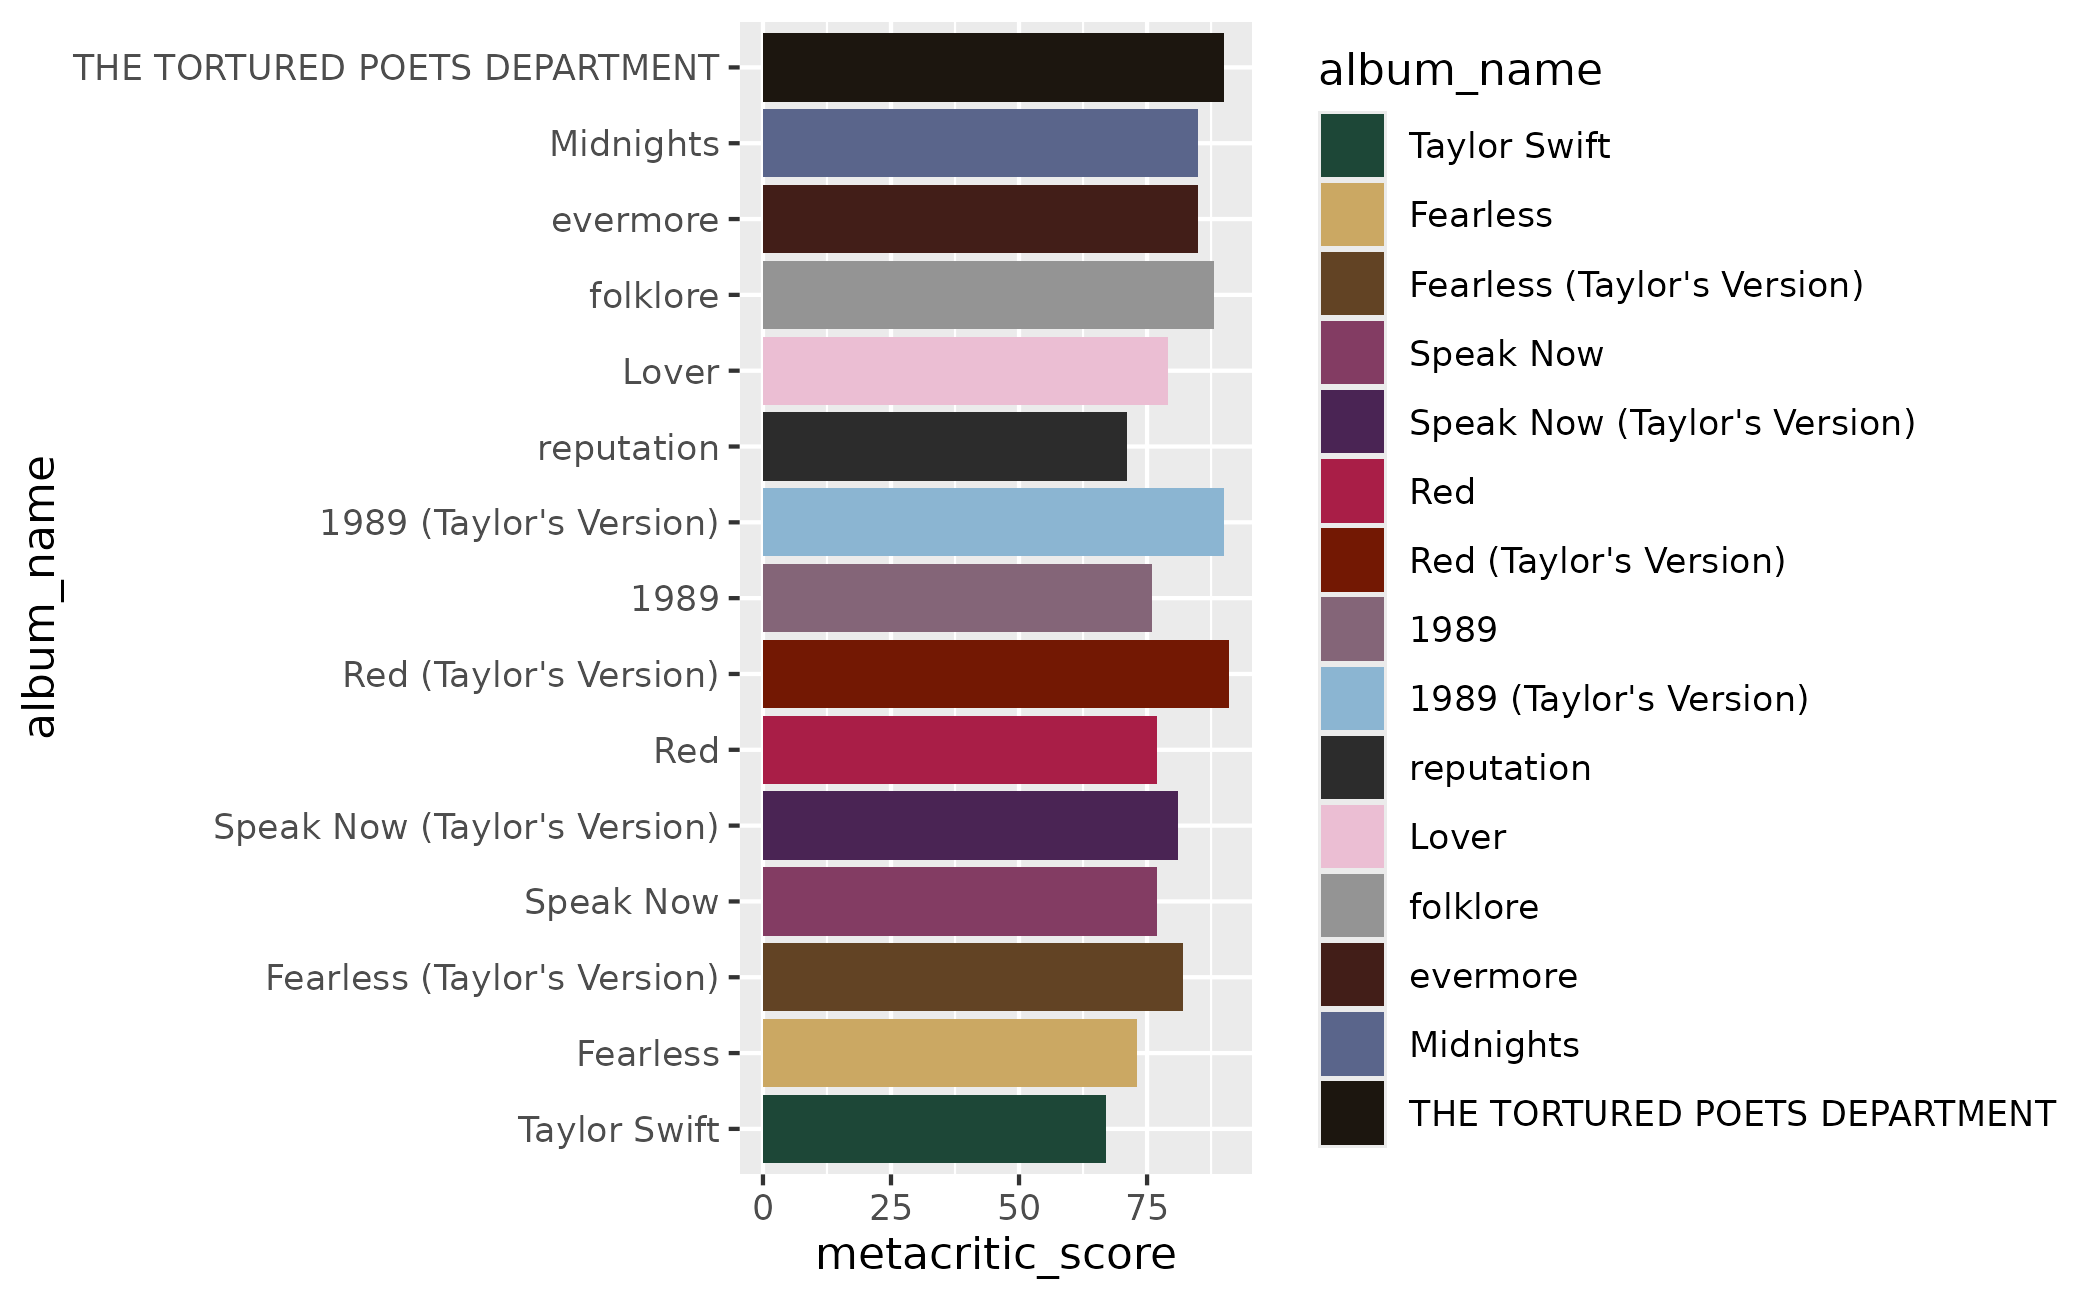 THE TORTURED POETS DEPARTMENT
Midnights
evermore
folklore
Lover
reputation
1989 (Taylor's Version)
1989
Red (Taylor's Version)
Red
Speak Now (Taylor's Version)
Speak Now
Fearless (Taylor's Version)
Fearless
Taylor Swift
album_name
0 25 50 75
metacritic_score
album_name
Taylor Swift
Fearless
Fearless (Taylor's Version)
Speak Now
Speak Now (Taylor's Version)
Red
Red (Taylor's Version)
1989
1989 (Taylor's Version)
reputation
Lover
folklore
evermore
Midnights
THE TORTURED POETS DEPARTMENT